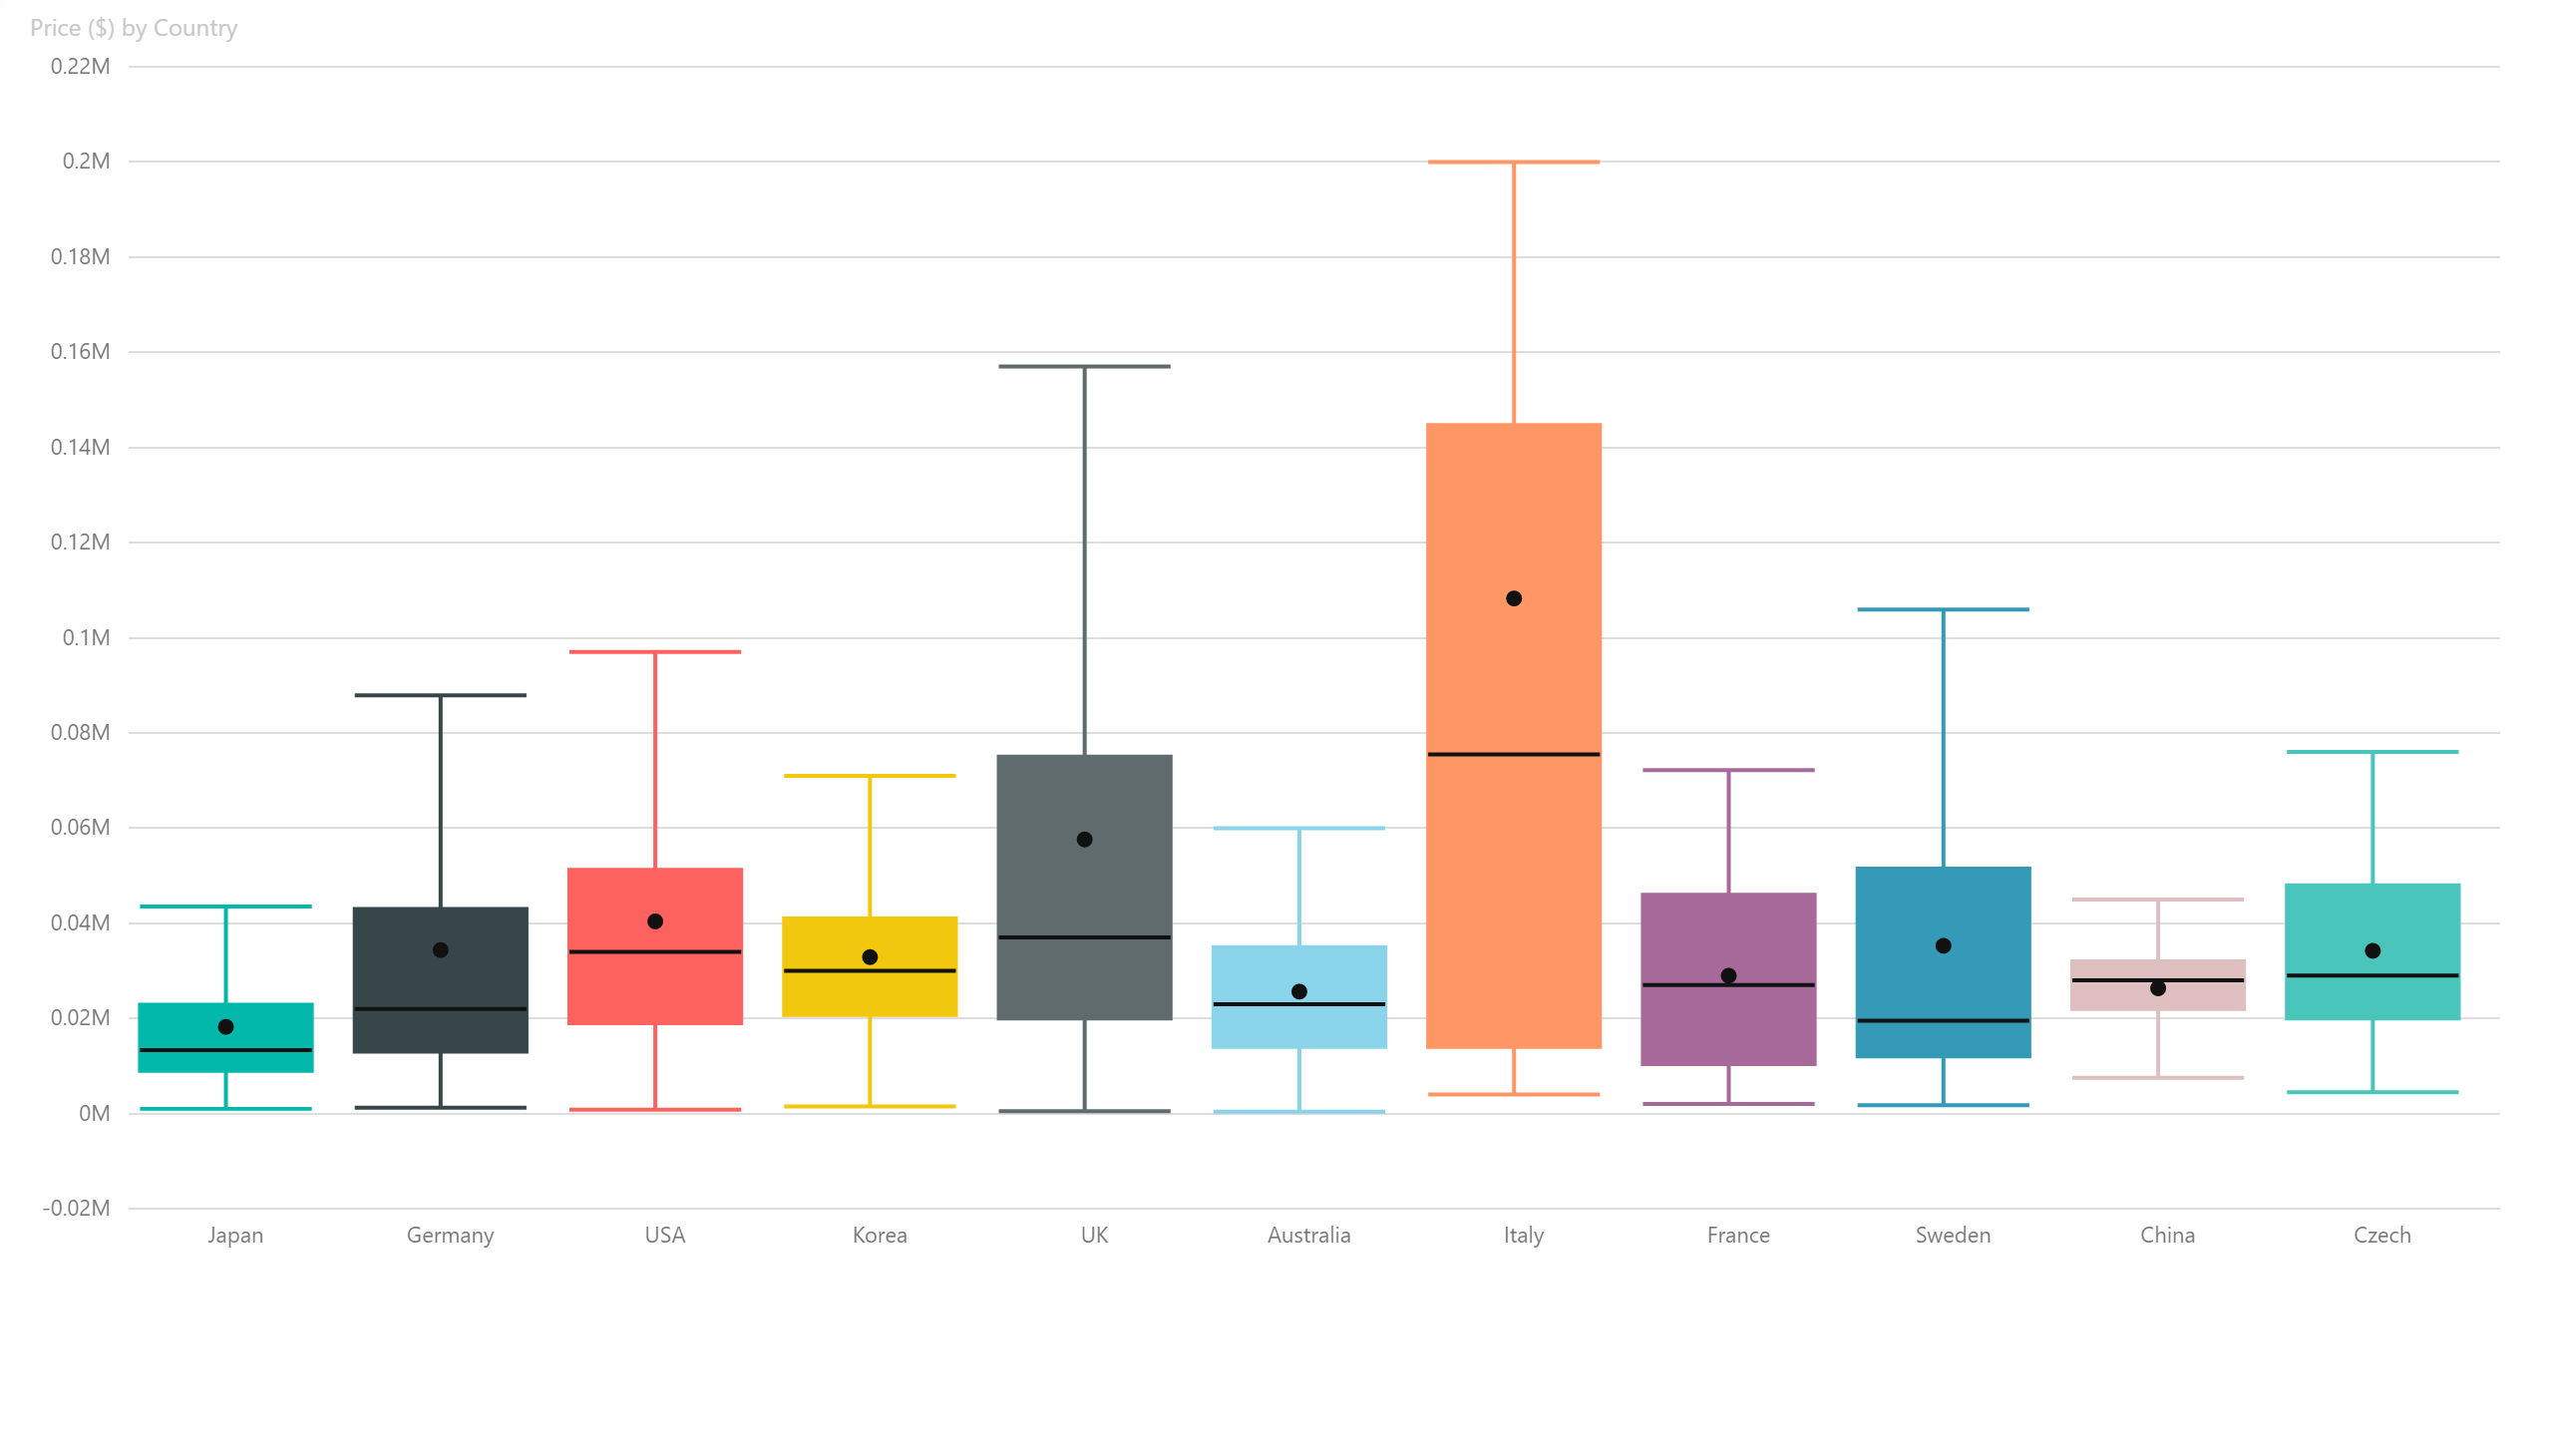 Price ($) by Country
0.22M
0.2M
0.18M
0.16M
0.14M
0.12M
0.1M
0.08M
0.06M
0.04M
0.02M
0M
-0.02M
Japan Germany USA Korea UK Australia Italy France Sweden China Czech